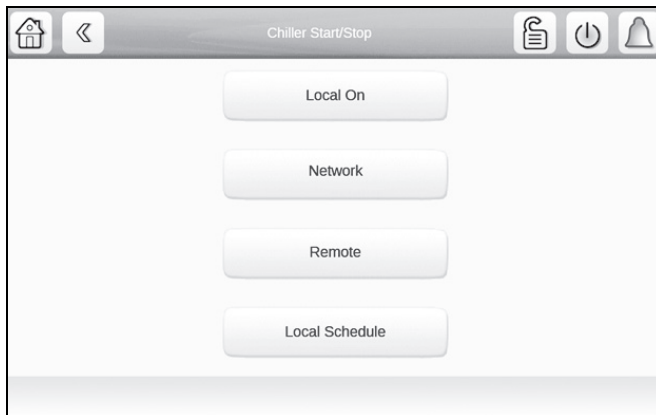 Chiller Start/Stop
Local On
Network
Remote
Local Schedule